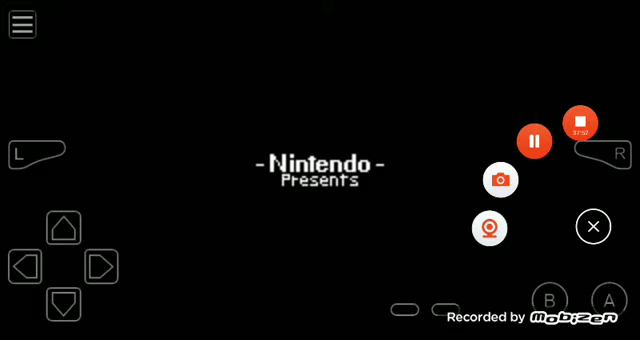 37:57
L
R
-Nintendo-
Presents
B
A
Recorded by MOBIZEN